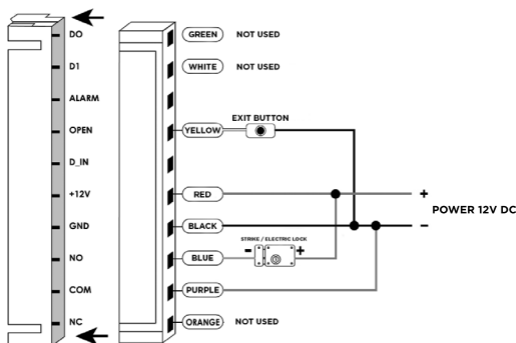 DO
GREEN NOT USED
D1
WHITE NOT USED
ALARM
EXIT BUTTON
OPEN
YELLOW
D_IN
+12V
RED
+
POWER 12V DC
GND
BLACK
−
STRIKE / ELECTRIC LOCK
NO
BLUE
- +
COM
PURPLE
NC
ORANGE NOT USED